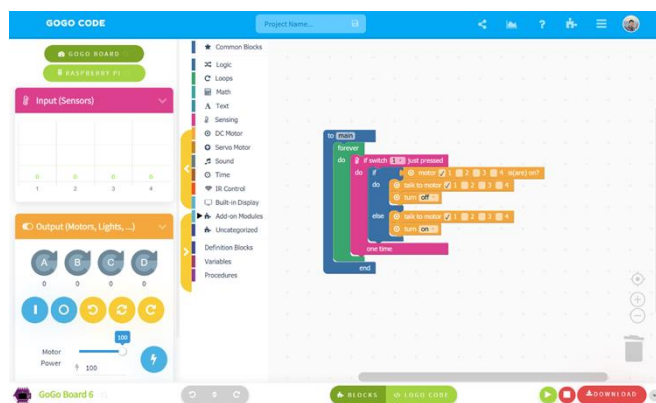 GOGO CODE
Project Name...
?
GOGO BOARD
RASPBERRY PI
Input (Sensors)
0 0 0 0
1 2 3 4
Output (Motors, Lights, ...)
A B C D
0 0 0 0
100
Motor
Power
100
Common Blocks
Logic
Loops
Math
Text
Sensing
DC Motor
Servo Motor
Sound
Time
IR Control
Built-in Display
Add-on Modules
Uncategorized
Definition Blocks
Variables
Procedures
to main
forever
do if switch 1 just pressed
do if motor 1 2 3 4 is(are) on?
do talk to motor 1 2 3 4
turn off
else talk to motor 1 2 3 4
turn on
one time
end
GoGo Board 6
BLOCKS
LOGO CODE
DOWNLOAD